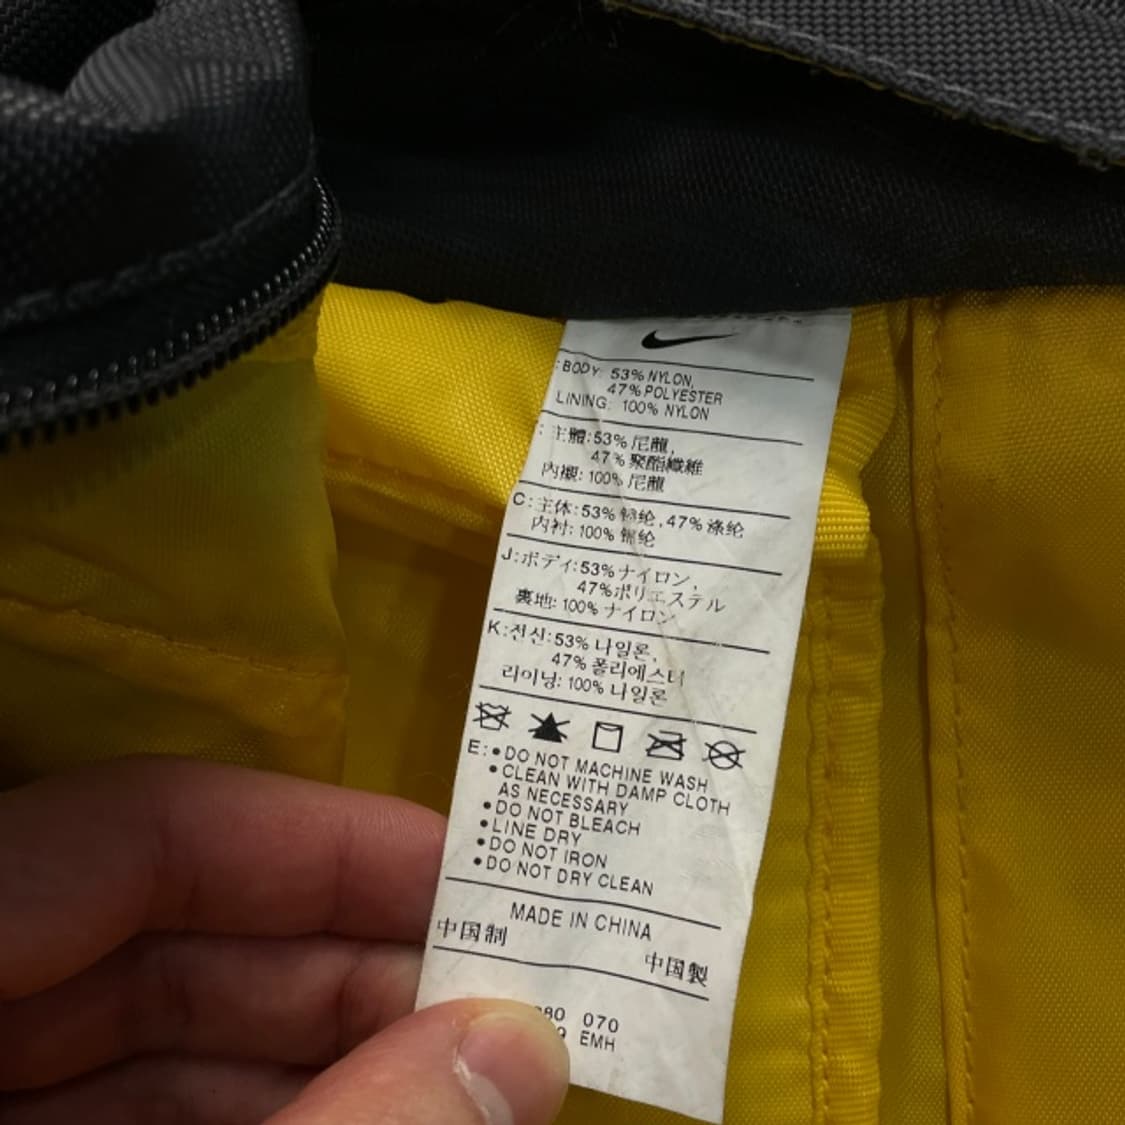 : BODY: 53% NYLON,
47% POLYESTER
LINING: 100% NYLON
: 主體:53% 尼龍,
47% 聚酯纖維
內襯: 100% 尼龍
C: 主体: 53% 锦纶, 47% 涤纶
内衬: 100% 锦纶
J: ボディ: 53% ナイロン,
47% ポリエステル
裏地: 100% ナイロン
K: 전신: 53% 나일론,
47% 폴리에스터
라이닝: 100% 나일론
E: • DO NOT MACHINE WASH
• CLEAN WITH DAMP CLOTH
AS NECESSARY
• DO NOT BLEACH
• LINE DRY
• DO NOT IRON
• DO NOT DRY CLEAN
MADE IN CHINA
中国制
中国製
070
EMH